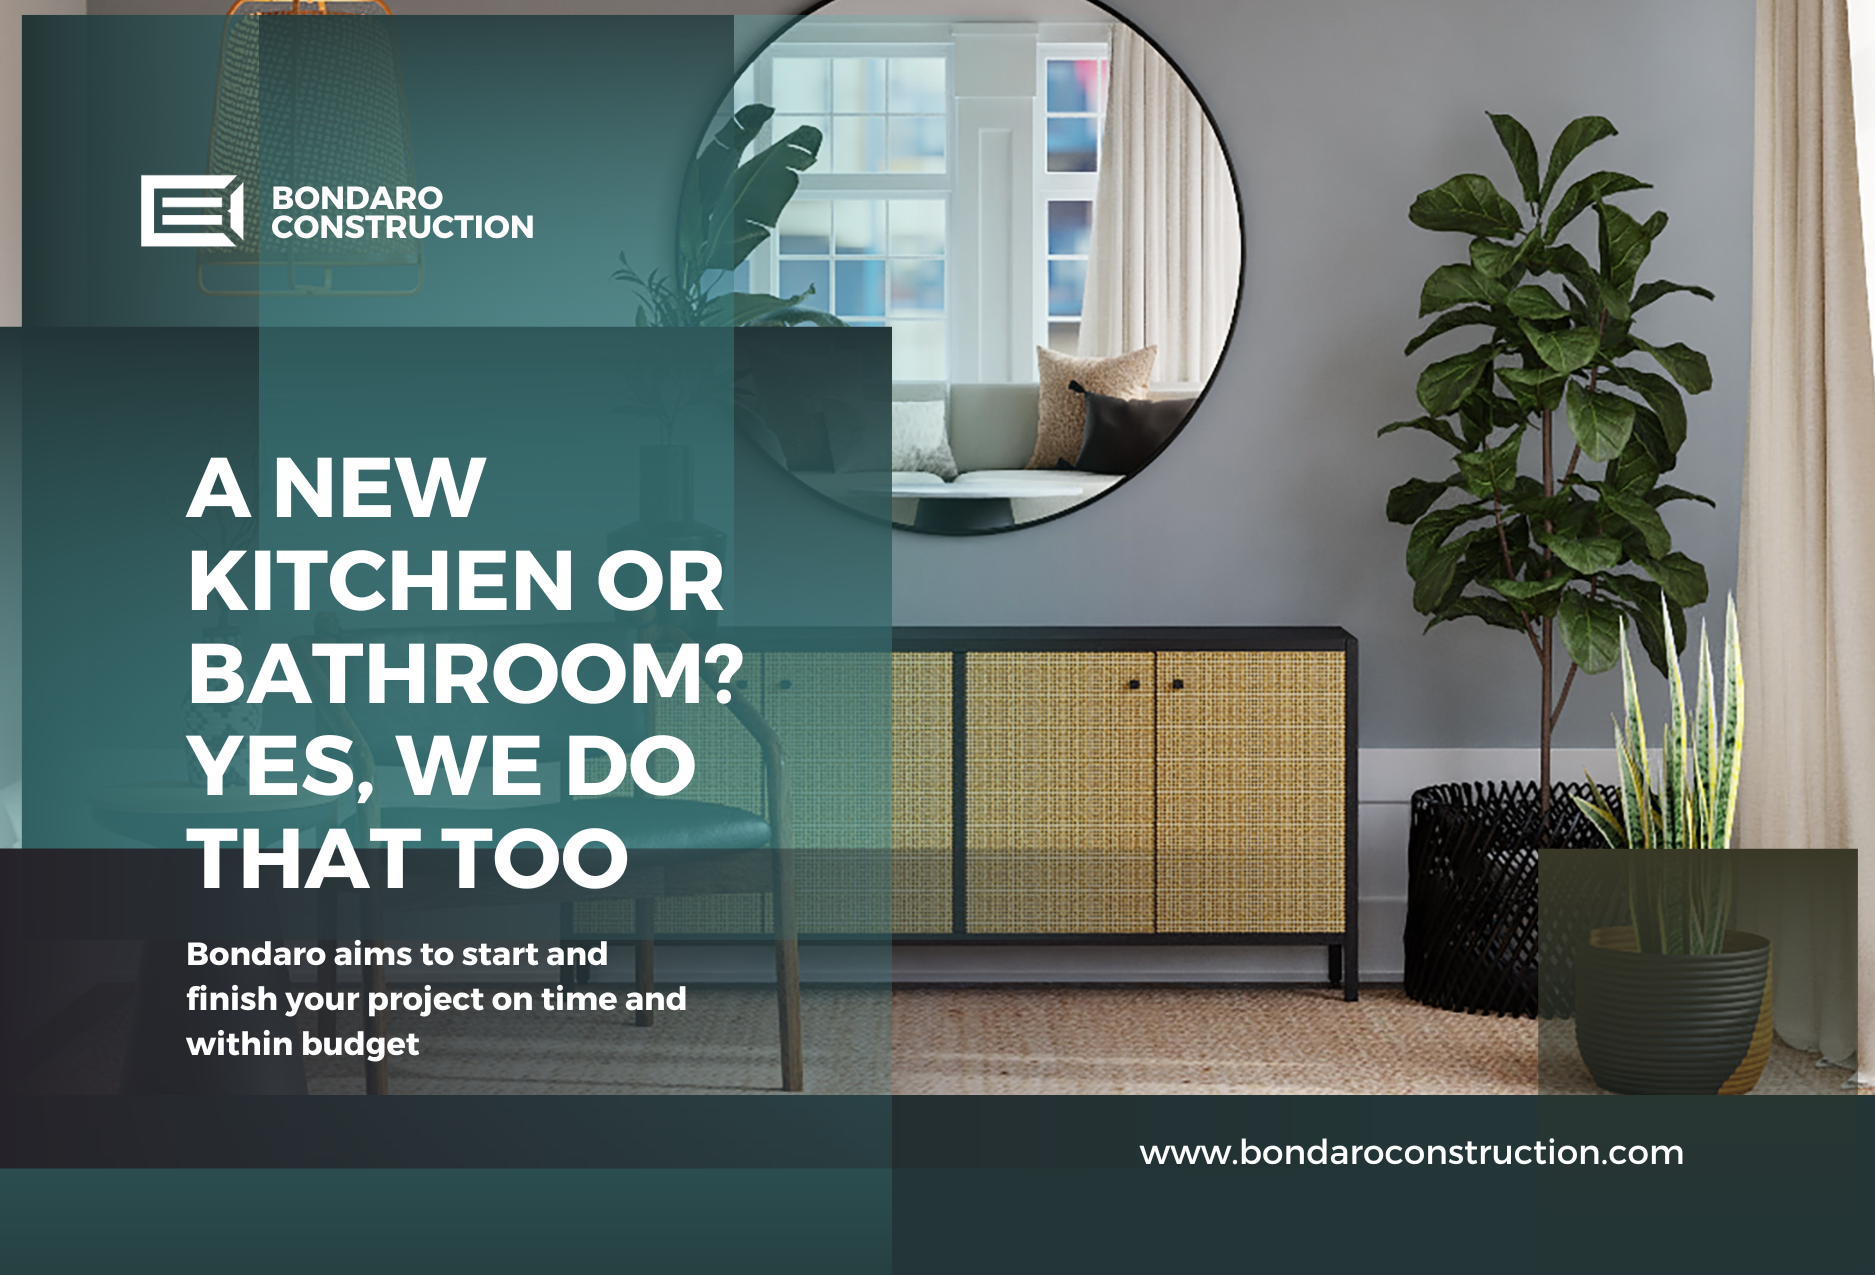 BONDARO
CONSTRUCTION
A NEW
KITCHEN OR
BATHROOM?
YES, WE DO
THAT TOO
Bondaro aims to start and
finish your project on time and
within budget
www.bondaroconstruction.com